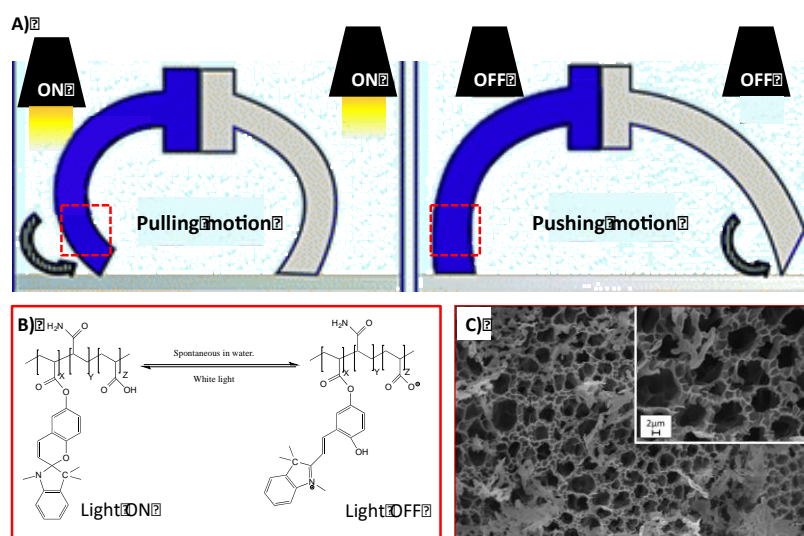 A)
ON
ON
OFF
OFF
Pulling motion
Pushing motion
B)
H₂N
O
X
Y
Z
O
O
O
OH
O
N
Light ON
Spontaneous in water.
White light
H₂N
O
X
Y
Z
O
O
O
O
OH
N
Light OFF
C)
2μm